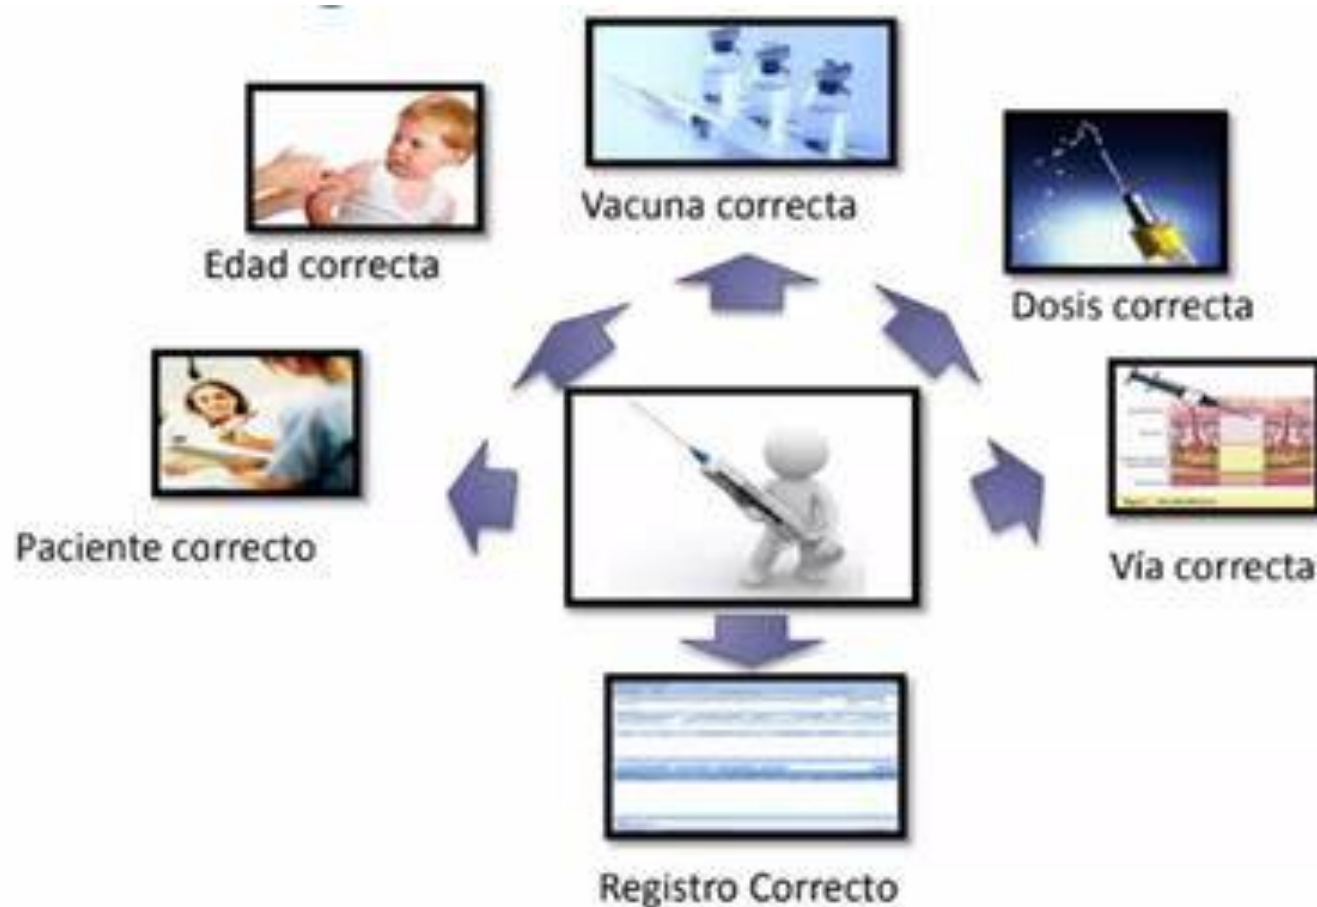 Vacuna correcta
Edad correcta
Dosis correcta
Paciente correcto
Vía correcta
Registro Correcto